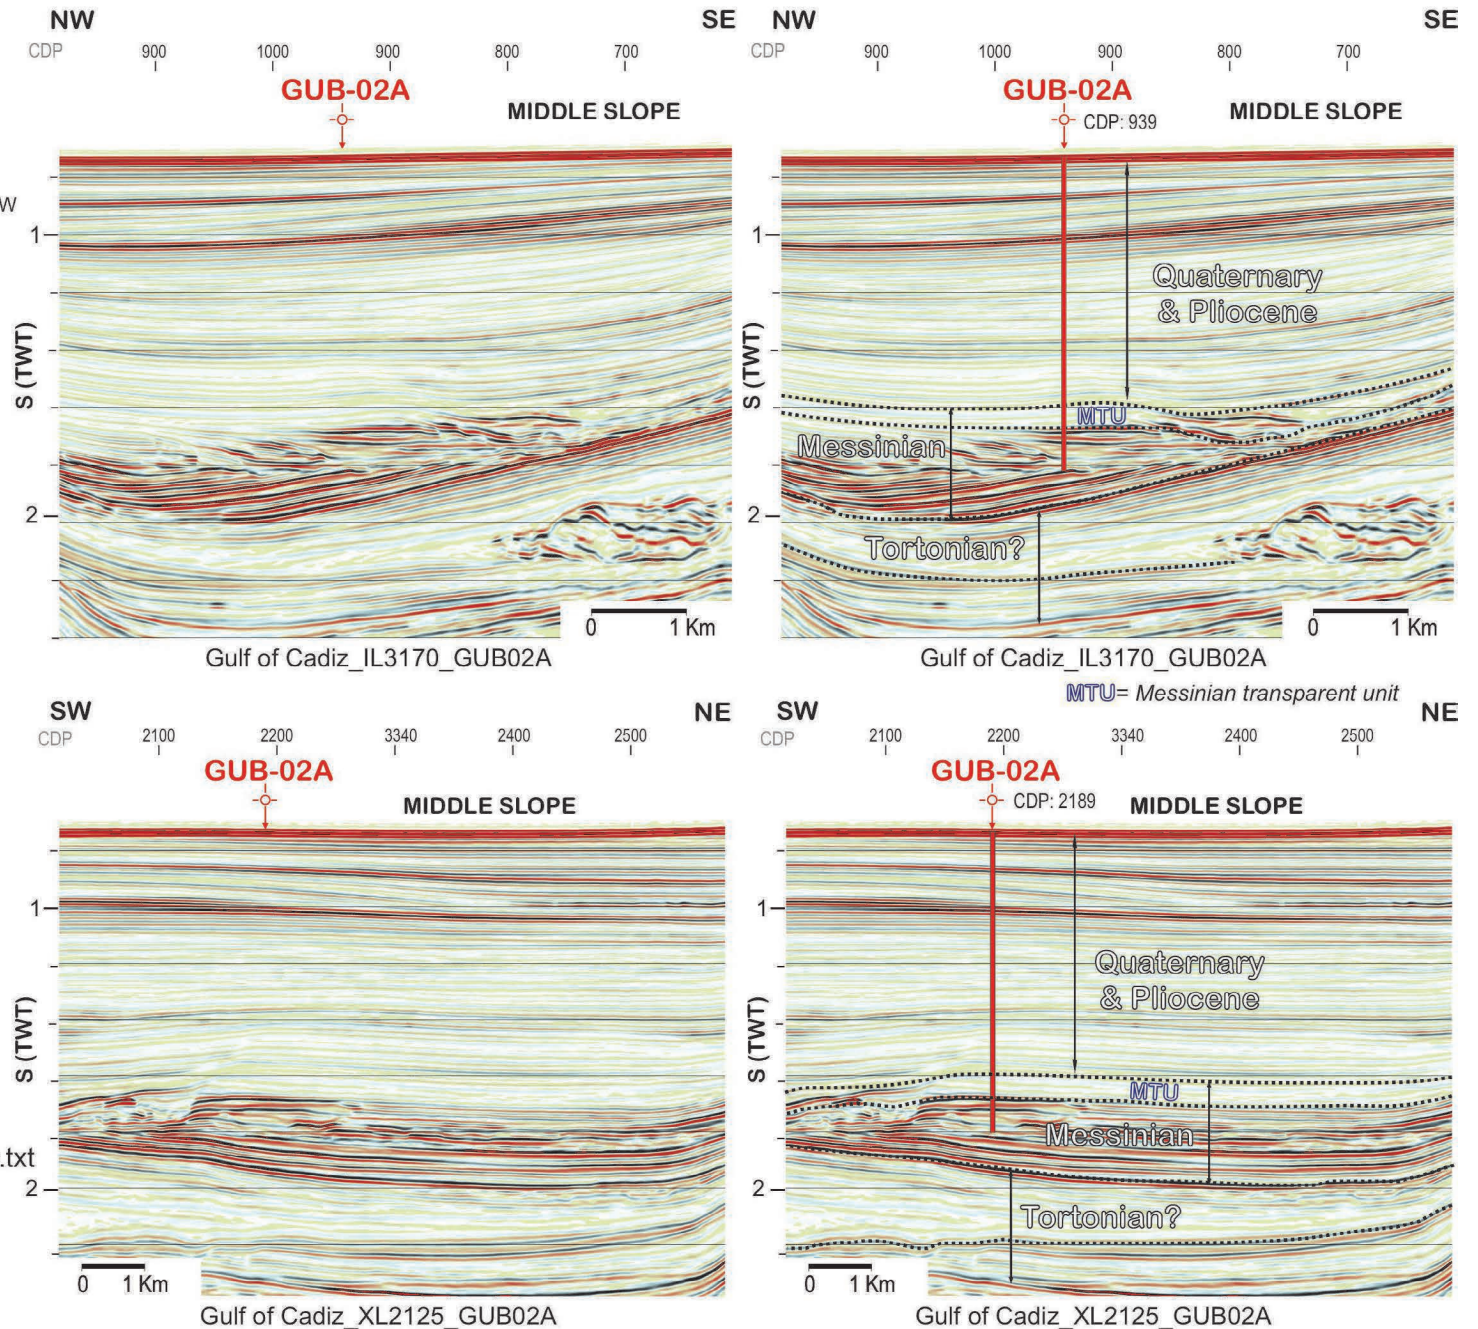 NW SE NW SE
CDP 900 1000 900 800 700 CDP 900 1000 900 800 700
GUB-02A GUB-02A
MIDDLE SLOPE CDP: 939 MIDDLE SLOPE
W
1 1
Quaternary
& Pliocene
S (TWT) S (TWT)
MTU
Messinian
2 2
Tortonian?
0 1 Km 0 1 Km
Gulf of Cadiz_IL3170_GUB02A Gulf of Cadiz_IL3170_GUB02A
MTU= Messinian transparent unit
SW NE SW NE
CDP 2100 2200 3340 2400 2500 CDP 2100 2200 3340 2400 2500
GUB-02A GUB-02A
MIDDLE SLOPE CDP: 2189 MIDDLE SLOPE
1 1
Quaternary
& Pliocene
S (TWT) S (TWT)
MTU
Messinian
.txt
2 2
Tortonian?
0 1 Km 0 1 Km
Gulf of Cadiz_XL2125_GUB02A Gulf of Cadiz_XL2125_GUB02A